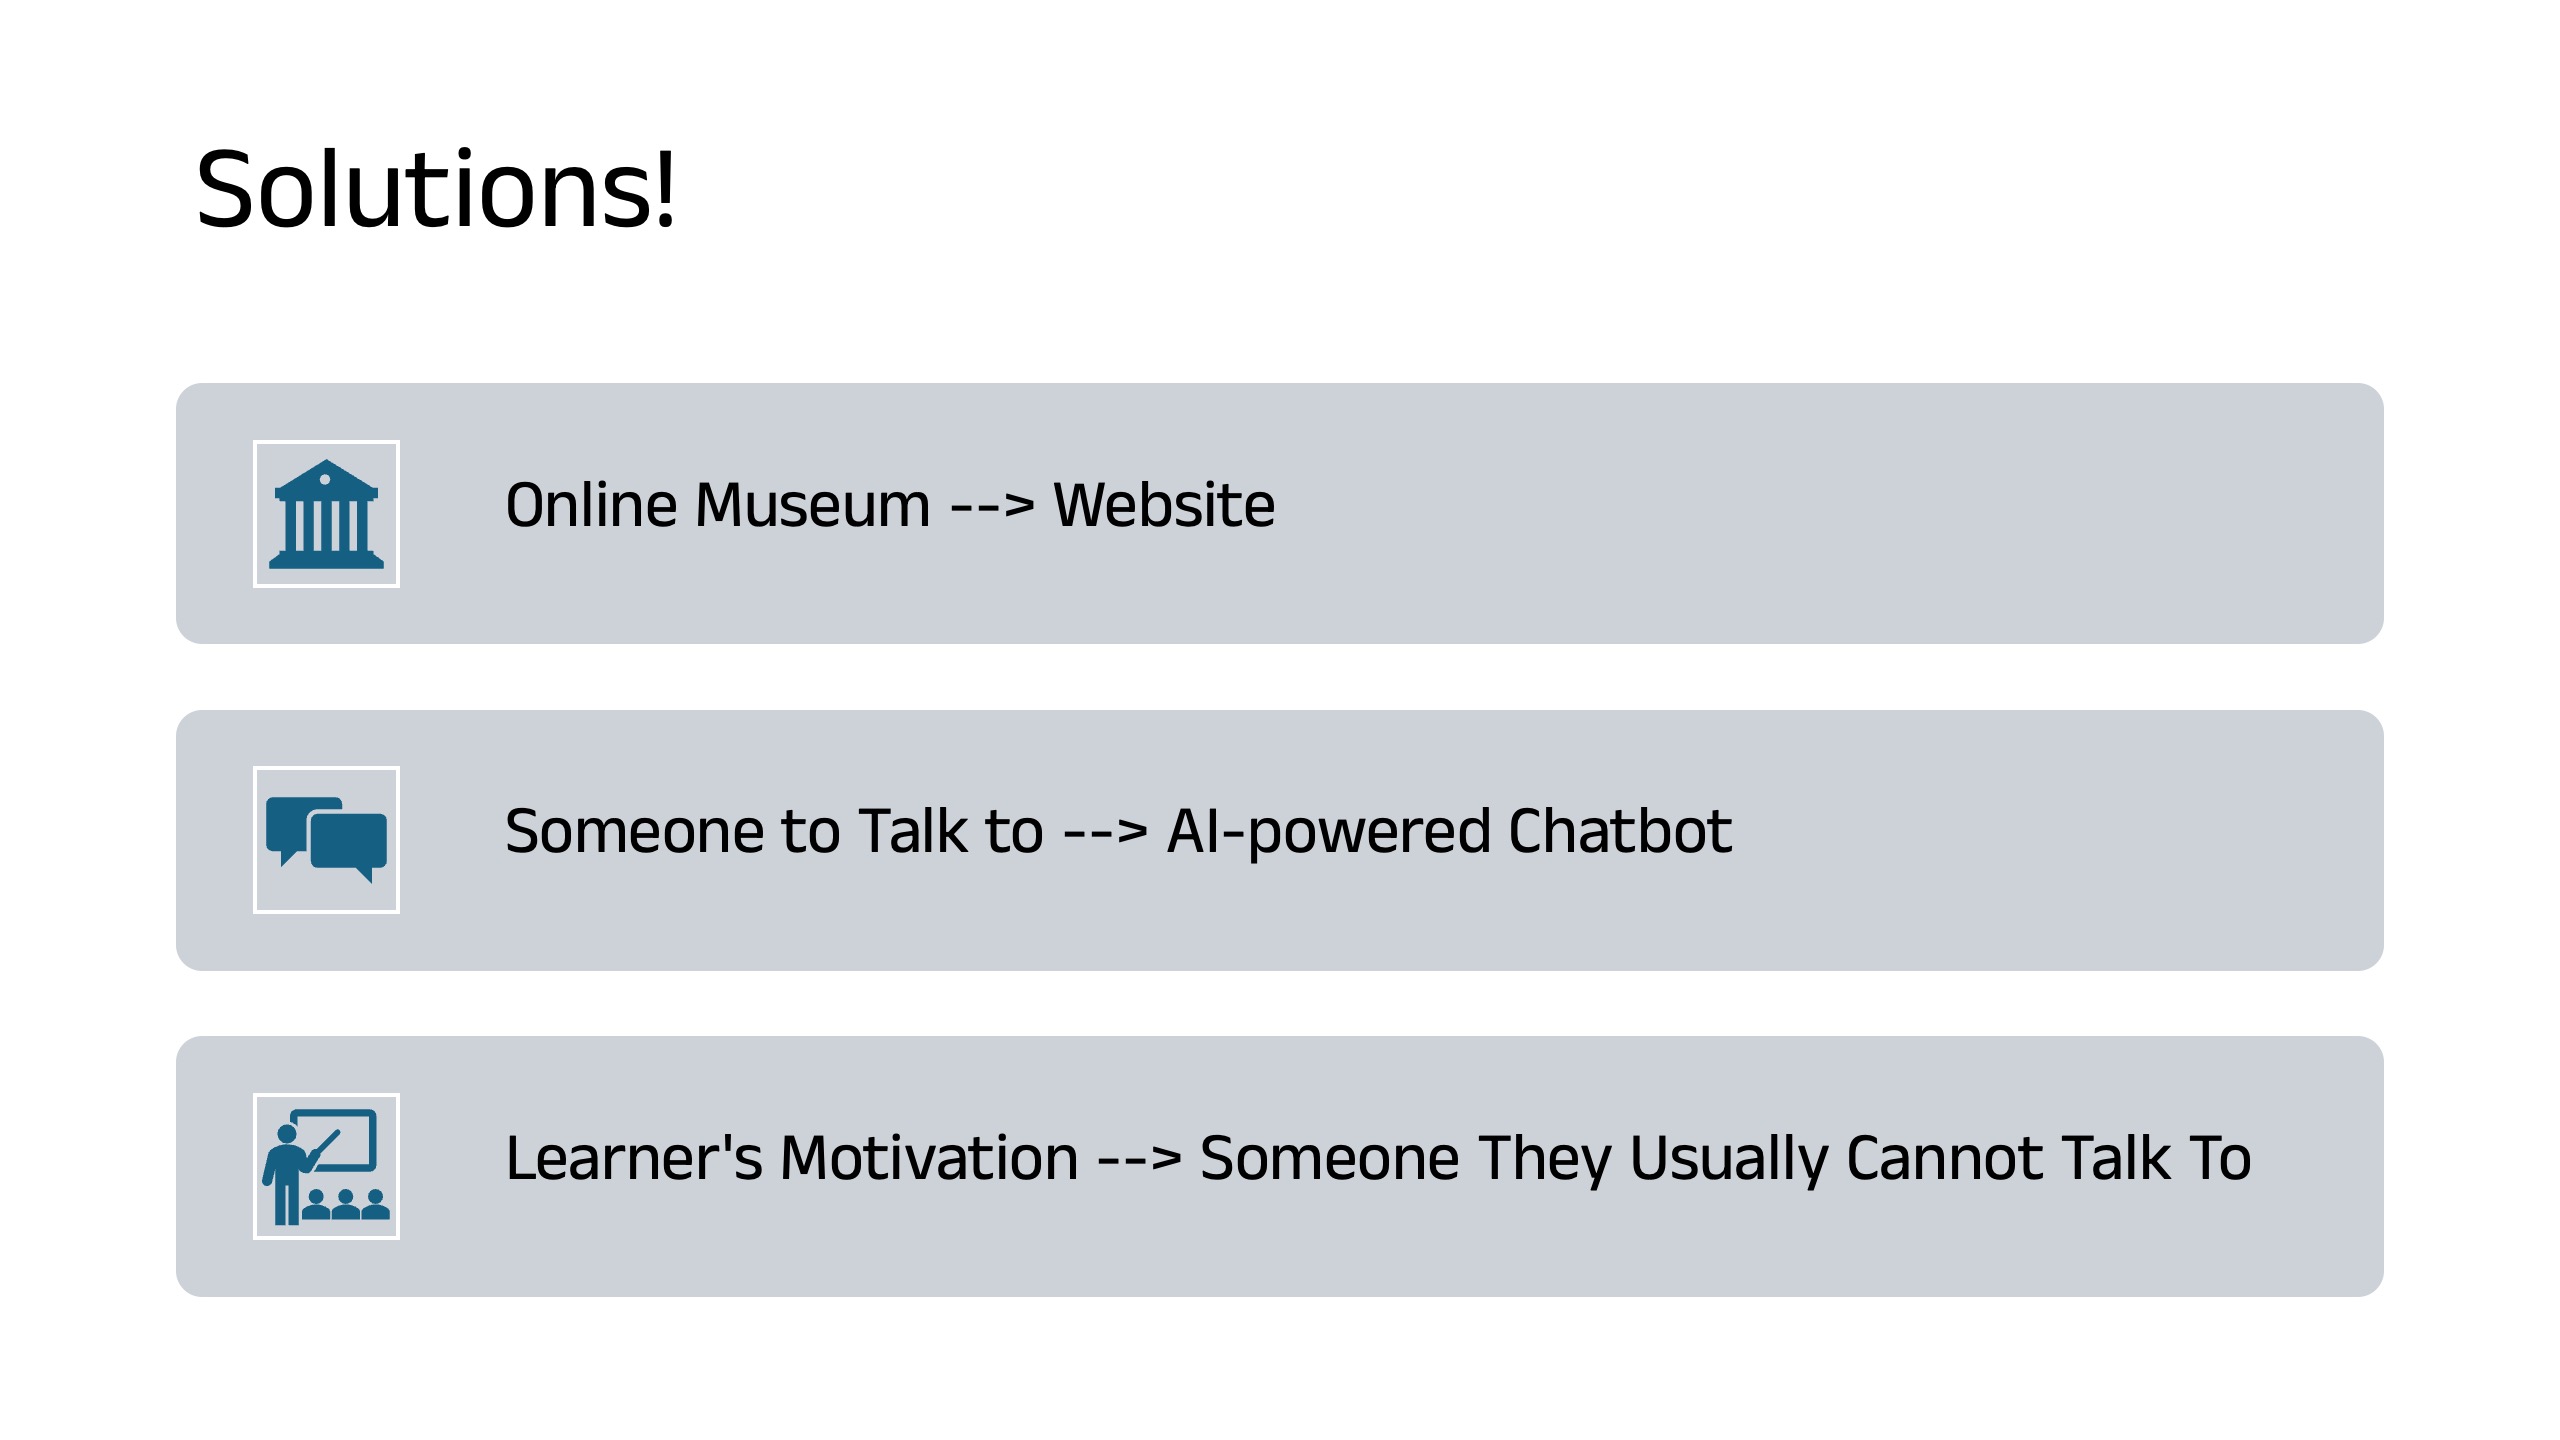 Solutions!
Online Museum --> Website
Someone to Talk to --> AI-powered Chatbot
Learner's Motivation --> Someone They Usually Cannot Talk To